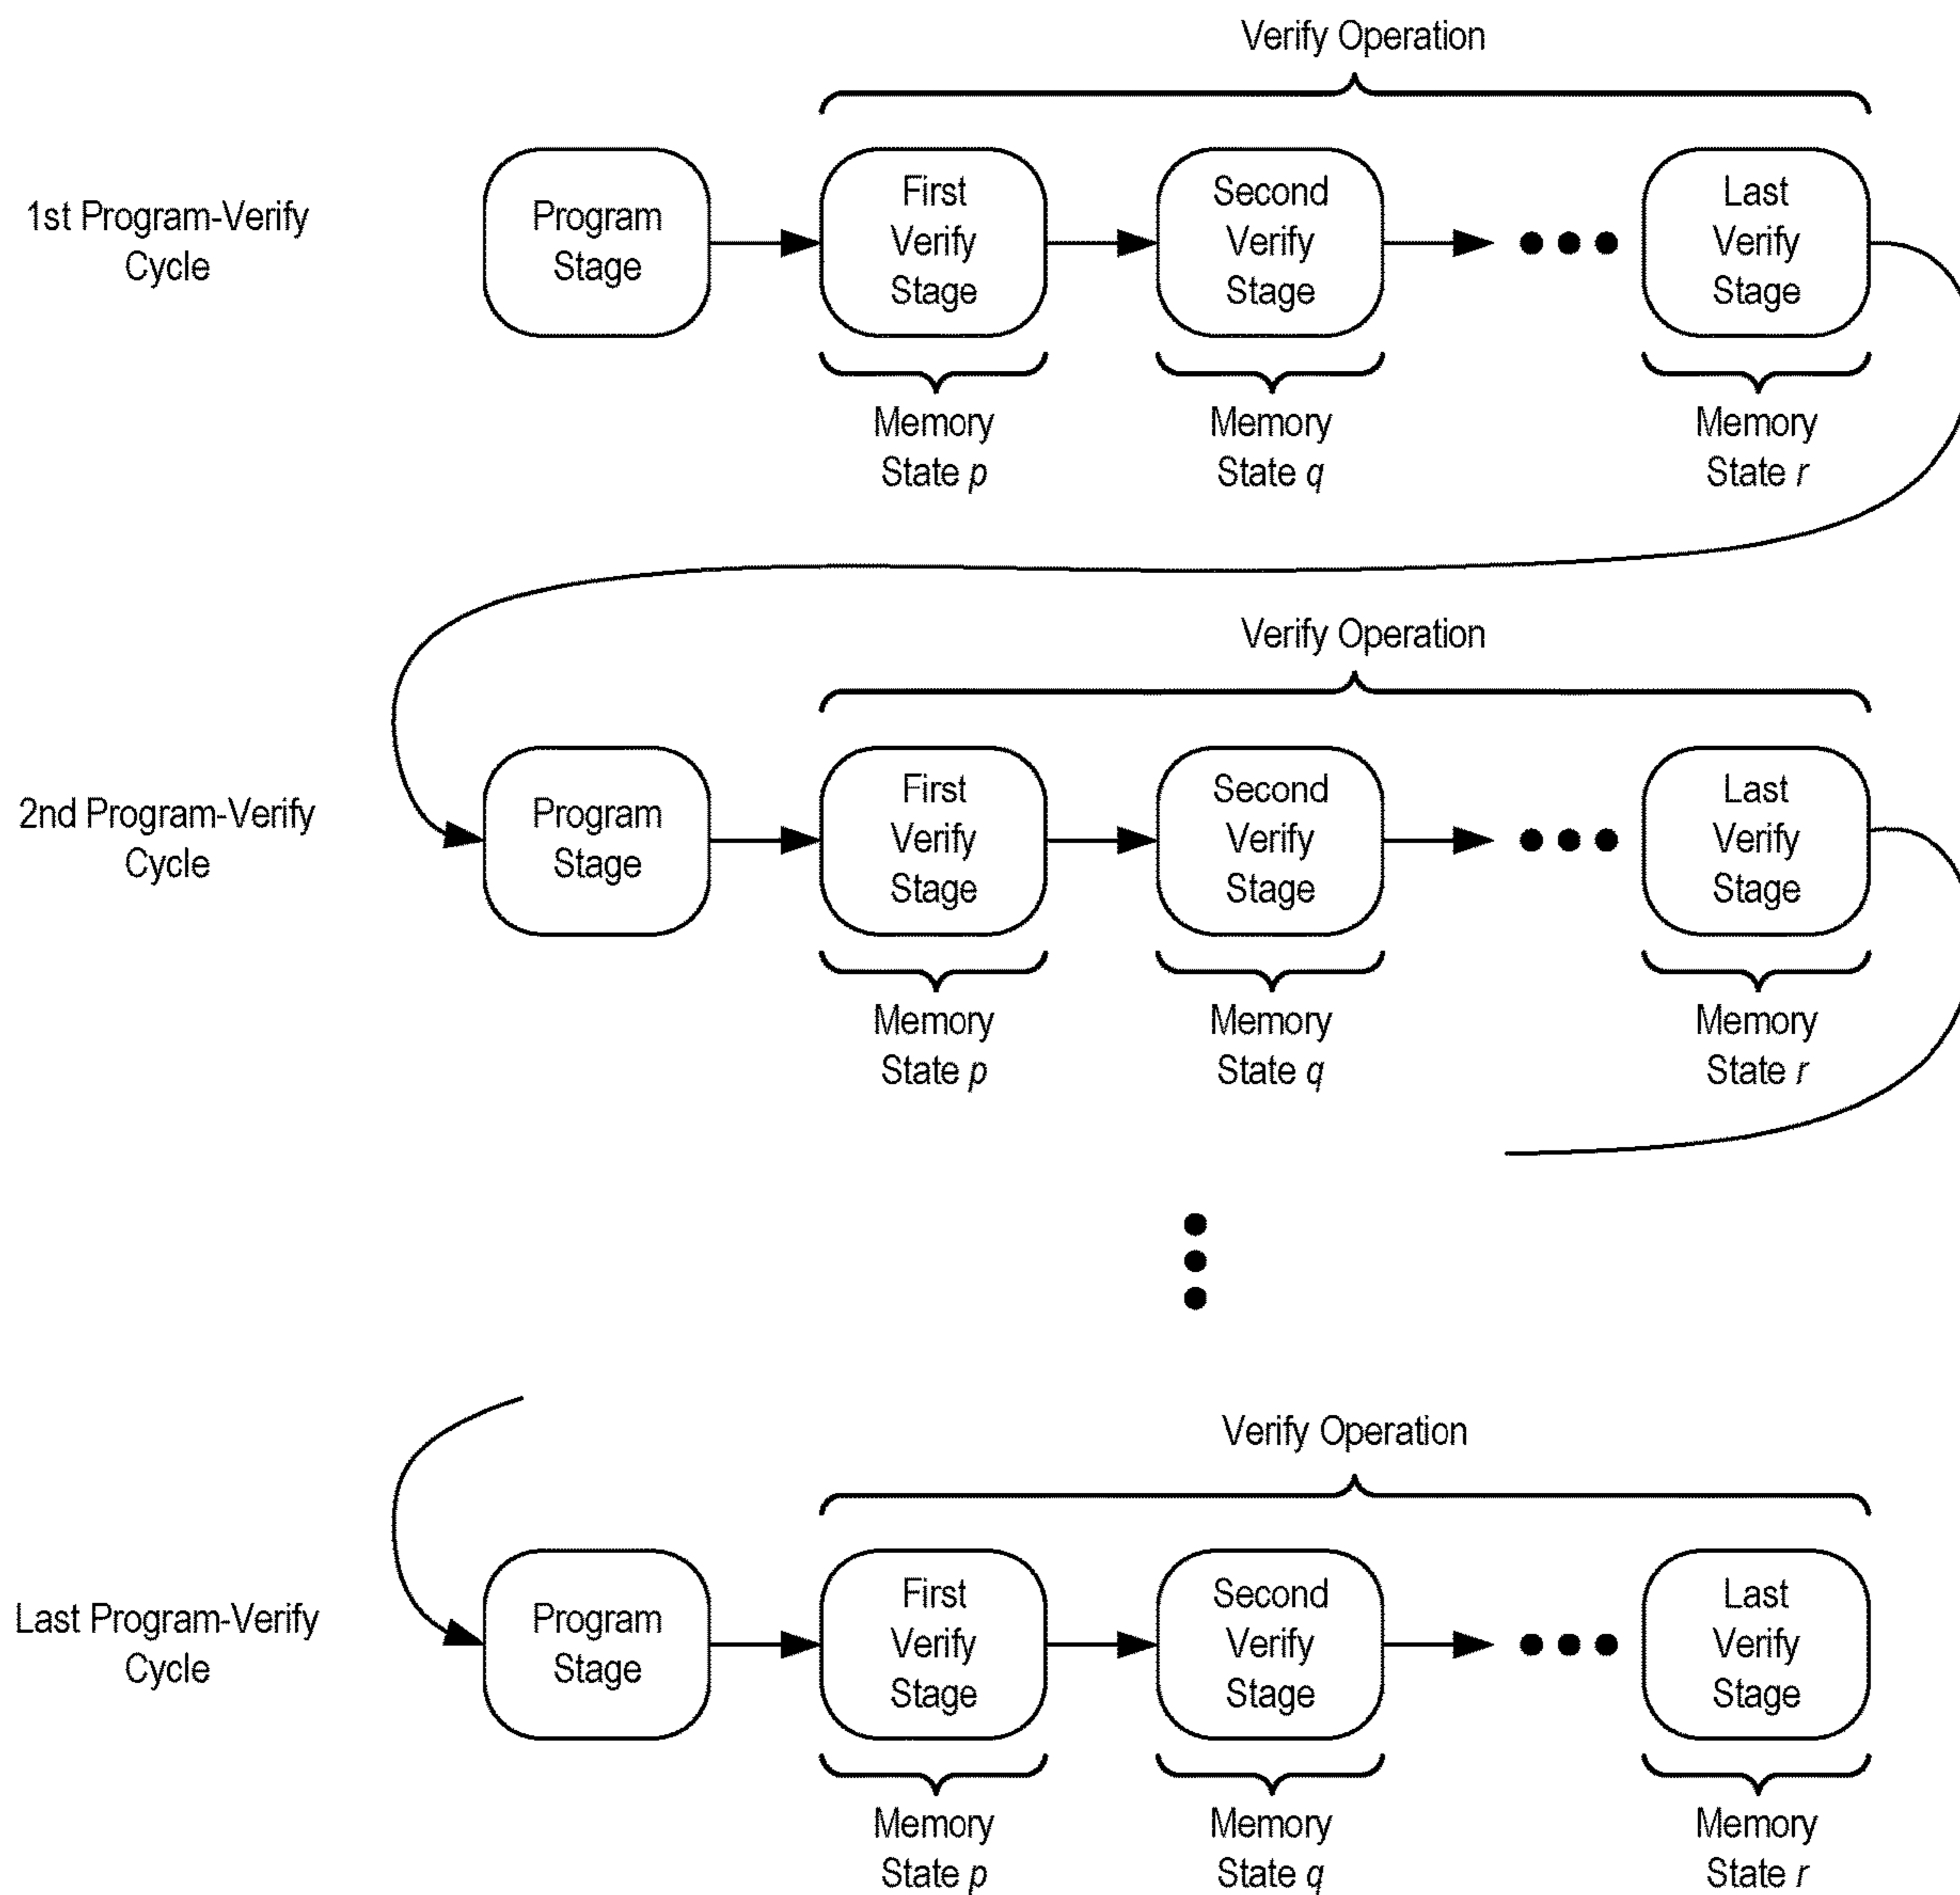 Verify Operation
1st Program-Verify
Cycle
Program
Stage
First
Verify
Stage
Second
Verify
Stage
Last
Verify
Stage
Memory
State p
Memory
State q
Memory
State r
Verify Operation
2nd Program-Verify
Cycle
Program
Stage
First
Verify
Stage
Second
Verify
Stage
Last
Verify
Stage
Memory
State p
Memory
State q
Memory
State r
Verify Operation
Last Program-Verify
Cycle
Program
Stage
First
Verify
Stage
Second
Verify
Stage
Last
Verify
Stage
Memory
State p
Memory
State q
Memory
State r